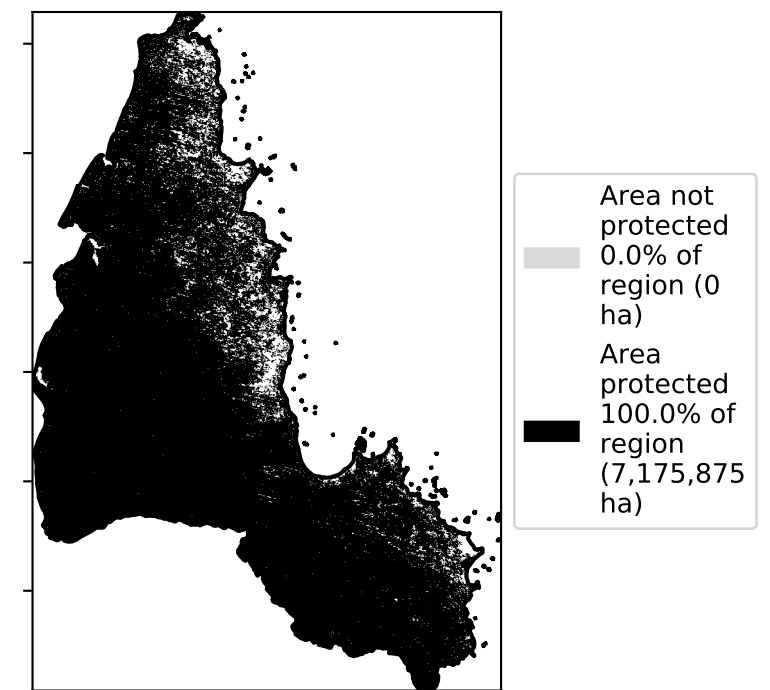 Area not
protected
0.0% of
region (0
ha)
Area
protected
100.0% of
region
(7,175,875
ha)